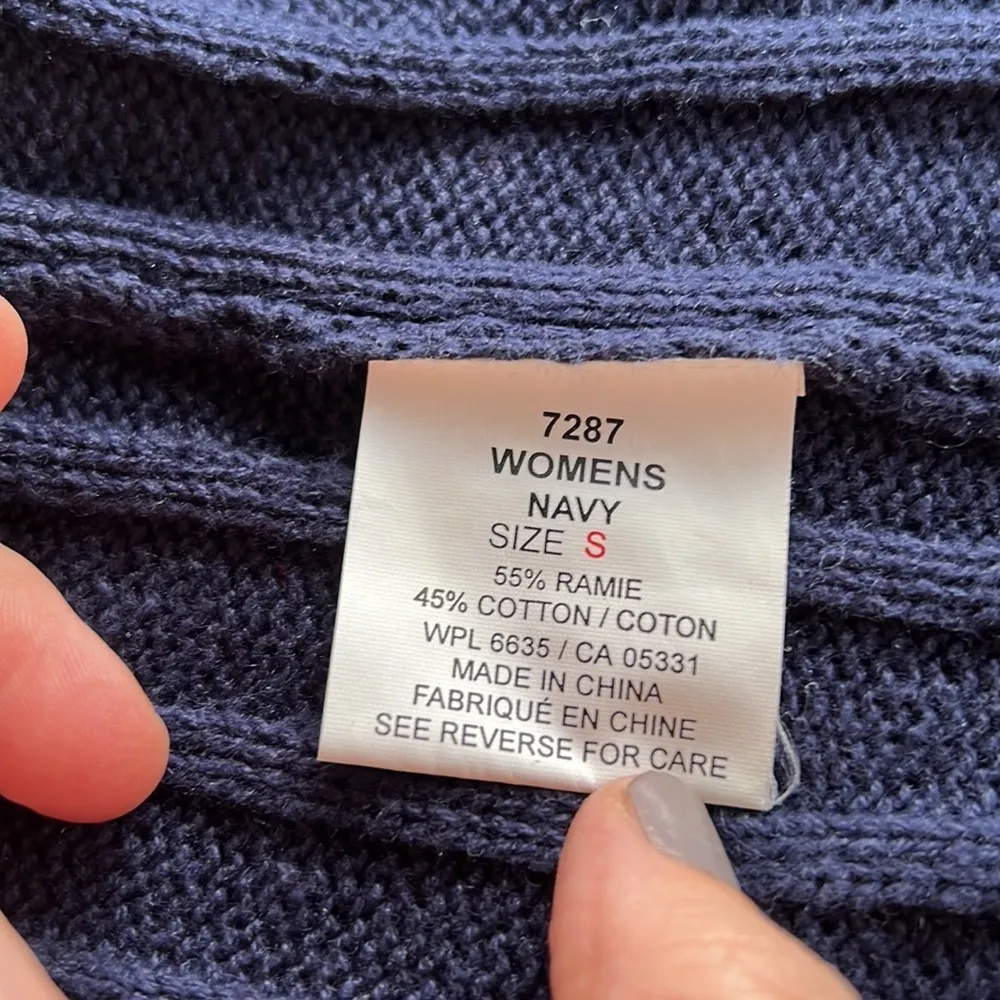 7287
WOMENS
NAVY
SIZE S
55% RAMIE
45% COTTON / COTON
WPL 6635 / CA 05331
MADE IN CHINA
FABRIQUÉ EN CHINE
SEE REVERSE FOR CARE